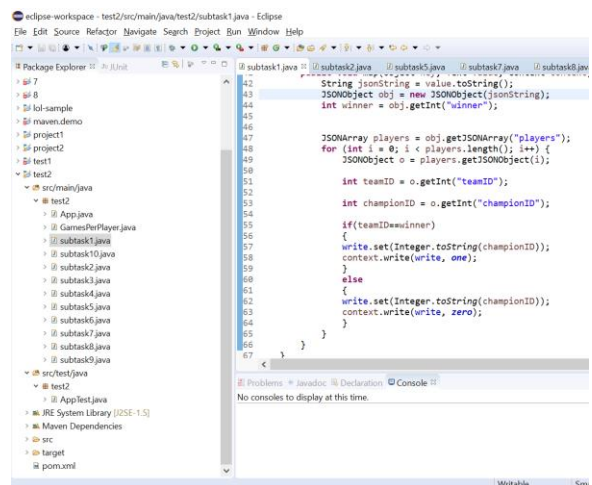 eclipse-workspace - test2/src/main/java/test2/subtask1.java - Eclipse
File Edit Source Refactor Navigate Search Project Run Window Help
Package Explorer JUnit
7
8
lol-sample
maven.demo
project1
project2
test1
test2
src/main/java
test2
App.java
GamesPerPlayer.java
subtask1.java
subtask10.java
subtask2.java
subtask3.java
subtask4.java
subtask5.java
subtask6.java
subtask7.java
subtask8.java
subtask9.java
src/test/java
test2
AppTest.java
JRE System Library [J2SE-1.5]
Maven Dependencies
src
target
pom.xml
subtask1.java subtask2.java subtask5.java subtask7.java subtask8.java
42 String jsonString = value.toString();
43 JSONObject obj = new JSONObject(jsonString);
44 int winner = obj.getInt("winner");
45
46
47 JSONArray players = obj.getJSONArray("players");
48 for (int i = 0; i < players.length(); i++) {
49 JSONObject o = players.getJSONObject(i);
50
51 int teamID = o.getInt("teamID");
52
53 int championID = o.getInt("championID");
54
55 if(teamID==winner)
56 {
57 write.set(Integer.toString(championID));
58 context.write(write, one);
59 }
60 else
61 {
62 write.set(Integer.toString(championID));
63 context.write(write, zero);
64 }
65 }
66 }
67 }
Problems Javadoc Declaration Console
No consoles to display at this time.
Writable